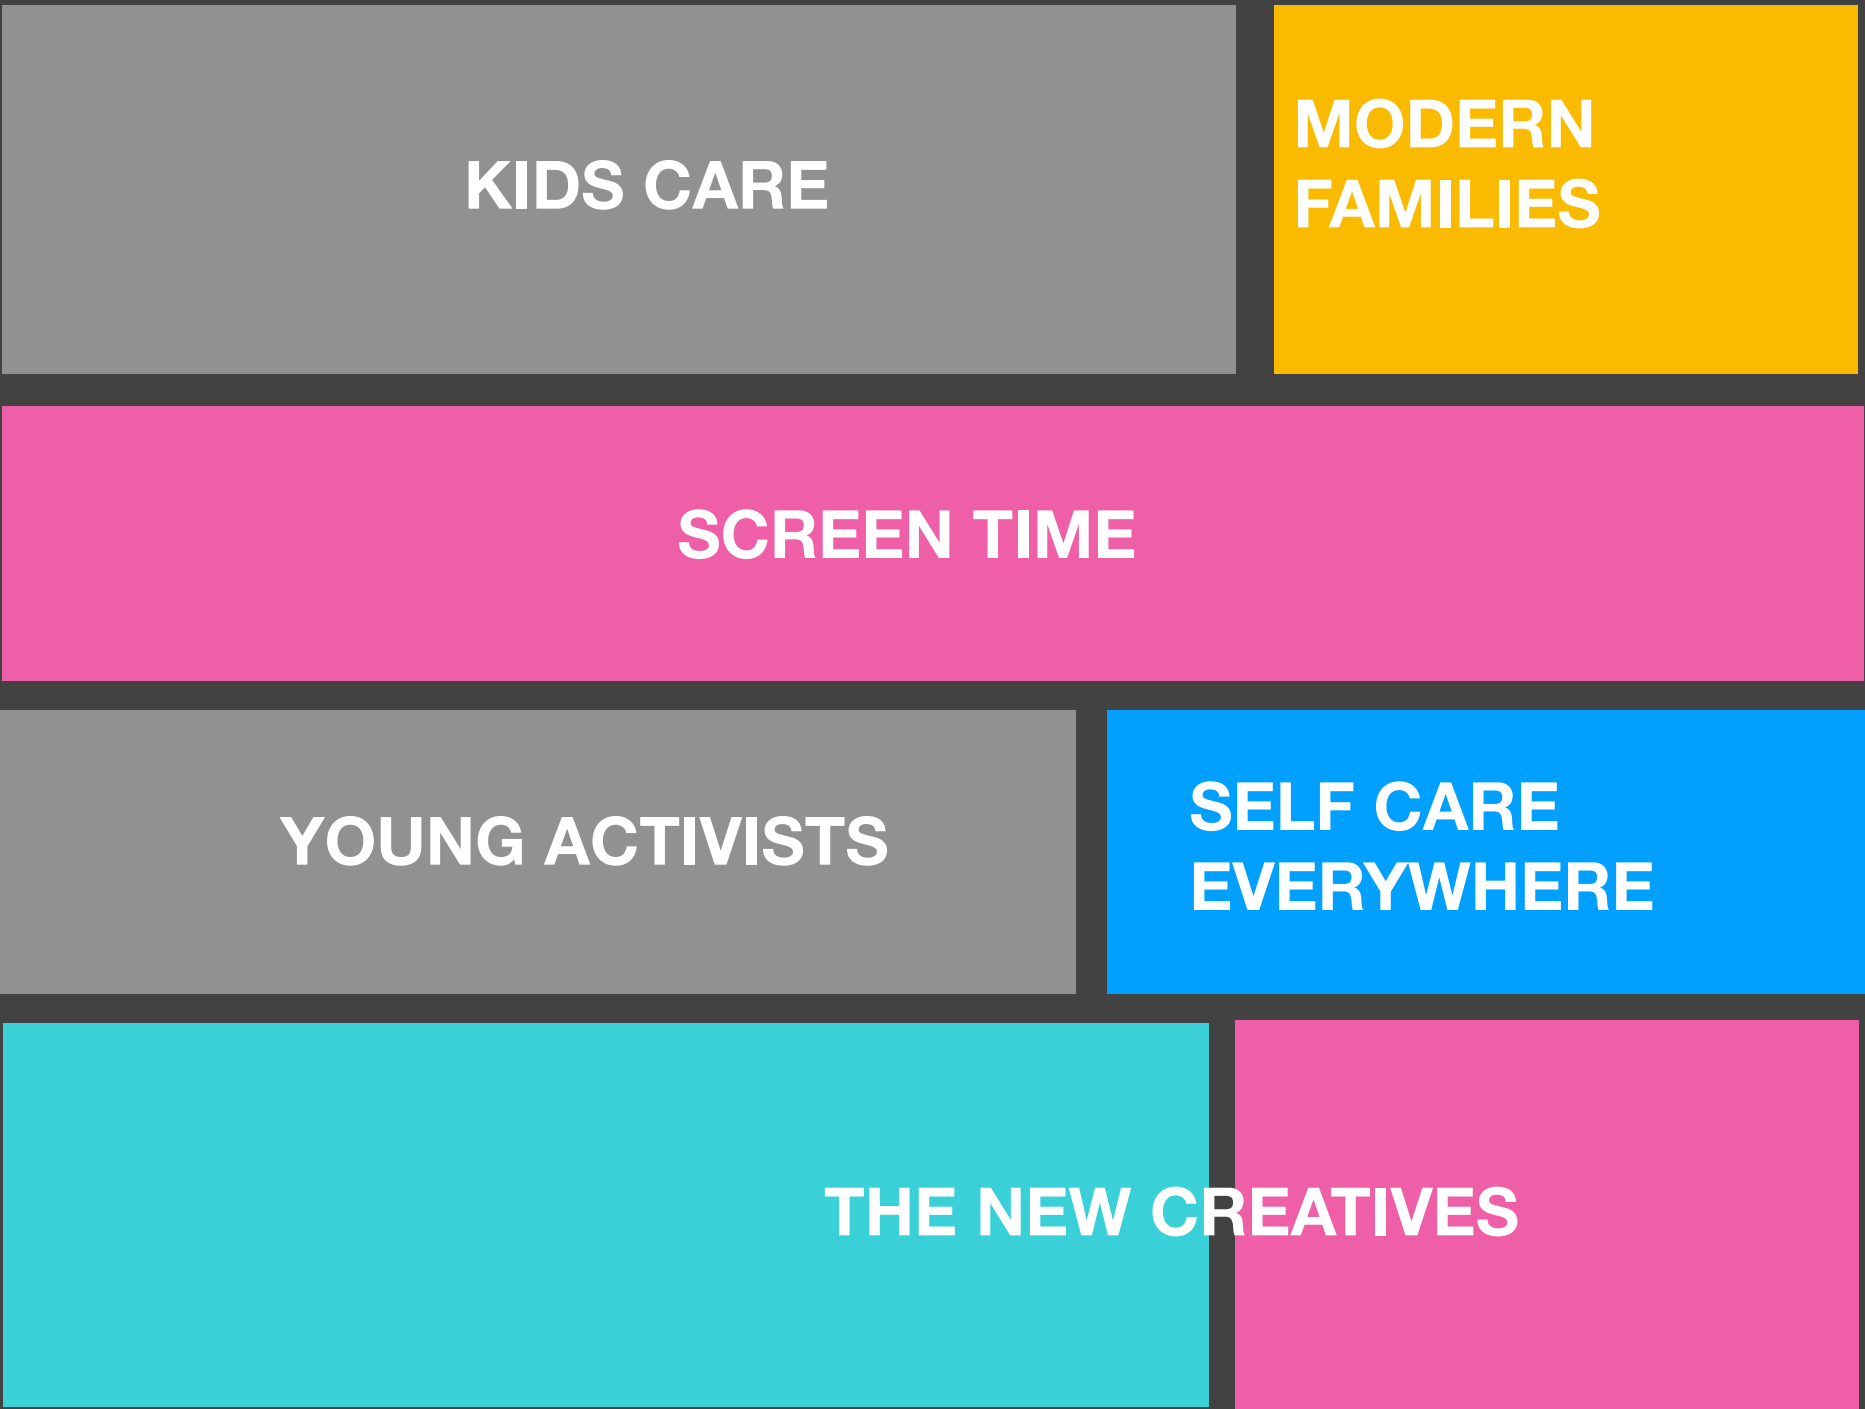 KIDS CARE
MODERN
FAMILIES
SCREEN TIME
YOUNG ACTIVISTS
SELF CARE
EVERYWHERE
THE NEW CREATIVES